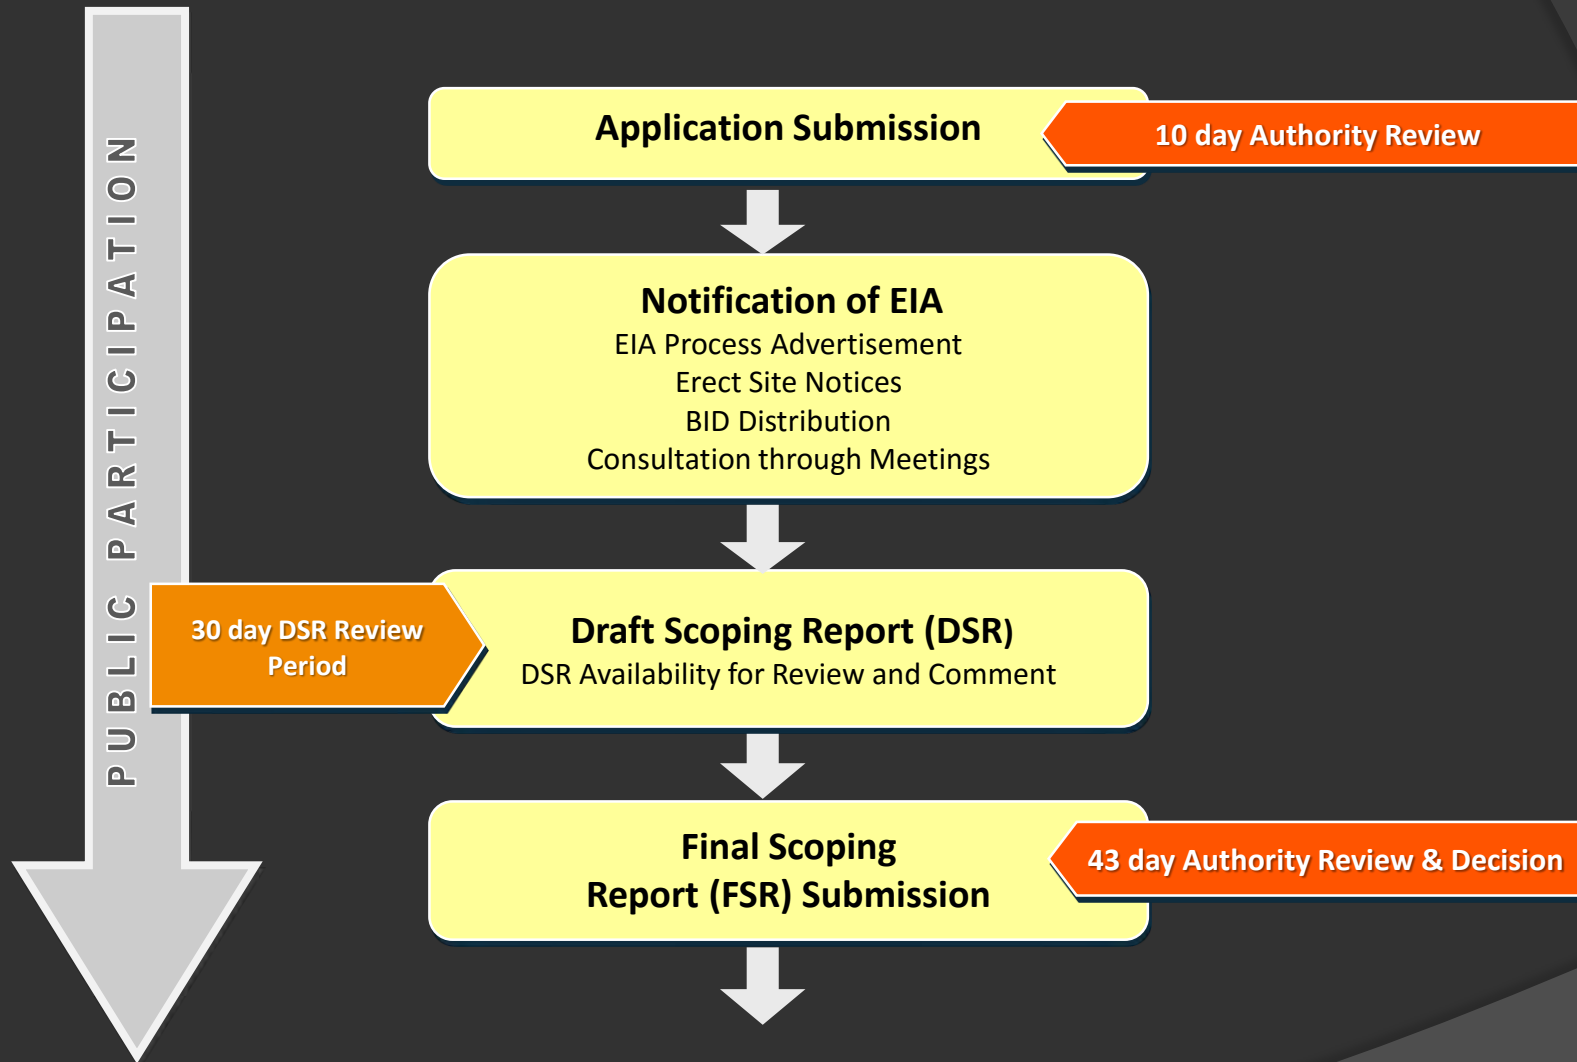 PUBLIC PARTICIPATION
Application Submission
10 day Authority Review
Notification of EIA
EIA Process Advertisement
Erect Site Notices
BID Distribution
Consultation through Meetings
30 day DSR Review
Period
Draft Scoping Report (DSR)
DSR Availability for Review and Comment
Final Scoping
Report (FSR) Submission
43 day Authority Review & Decision